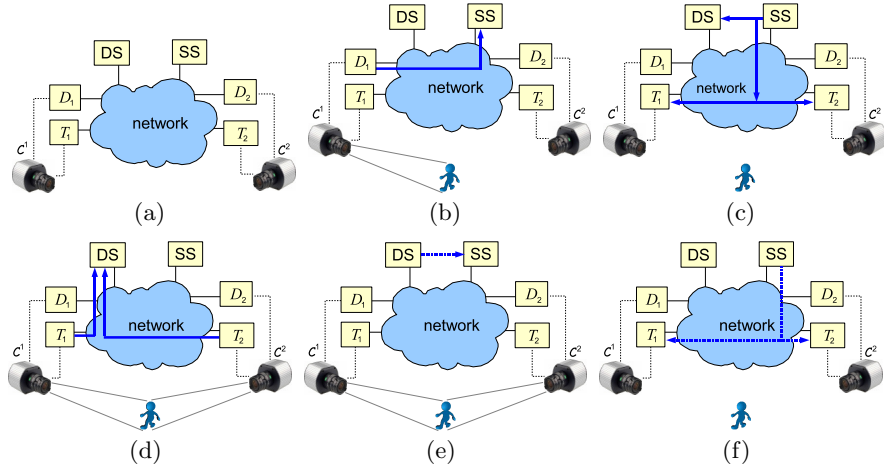 DS SS
D₁ D₂
T₁ T₂
network
C¹ C²
(a)
DS SS
D₁ D₂
T₁ T₂
network
C¹ C²
(b)
DS SS
D₁ D₂
T₁ T₂
network
C¹ C²
(c)
DS SS
D₁ D₂
T₁ T₂
network
C¹ C²
(d)
DS SS
D₁ D₂
T₁ T₂
network
C¹ C²
(e)
DS SS
D₁ D₂
T₁ T₂
network
C¹ C²
(f)